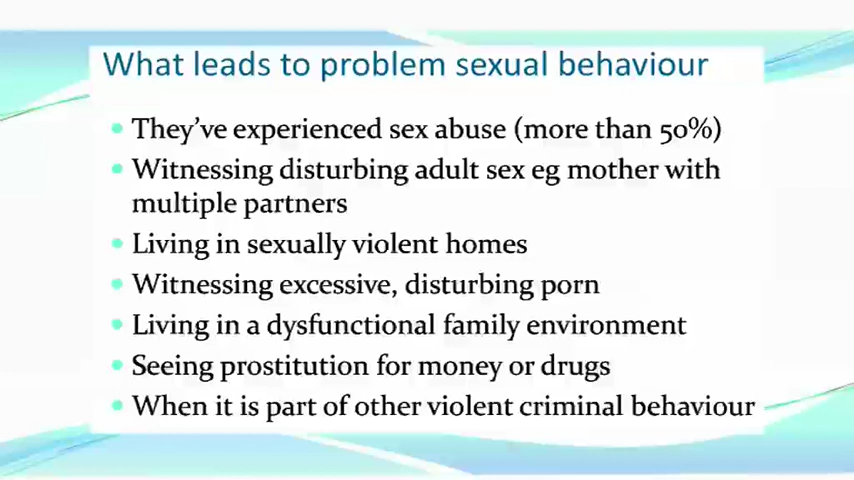 What leads to problem sexual behaviour
• They've experienced sex abuse (more than 50%)
• Witnessing disturbing adult sex eg mother with
multiple partners
• Living in sexually violent homes
• Witnessing excessive, disturbing porn
• Living in a dysfunctional family environment
• Seeing prostitution for money or drugs
• When it is part of other violent criminal behaviour